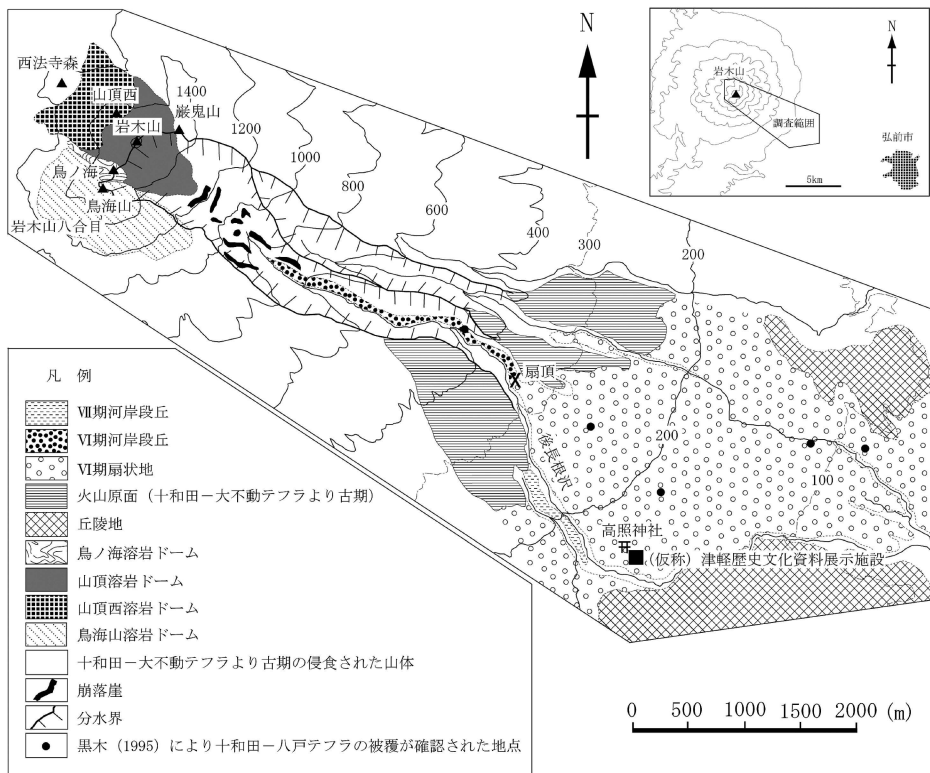 西法寺森
山頂西
1400
巌鬼山
岩木山
1200
鳥ノ海
1000
鳥海山
800
岩木山八合目
600
400
300
200
N
N
岩木山
調査範囲
弘前市
5km
扇頂
後長根沢
200
100
高照神社
(仮称) 津軽歴史文化資料展示施設
凡 例
Ⅶ期河岸段丘
Ⅵ期河岸段丘
Ⅵ期扇状地
火山原面（十和田－大不動テフラより古期）
丘陵地
鳥ノ海溶岩ドーム
山頂溶岩ドーム
山頂西溶岩ドーム
鳥海山溶岩ドーム
十和田－大不動テフラより古期の侵食された山体
崩落崖
分水界
黒木（1995）により十和田－八戸テフラの被覆が確認された地点
0 500 1000 1500 2000 (m)